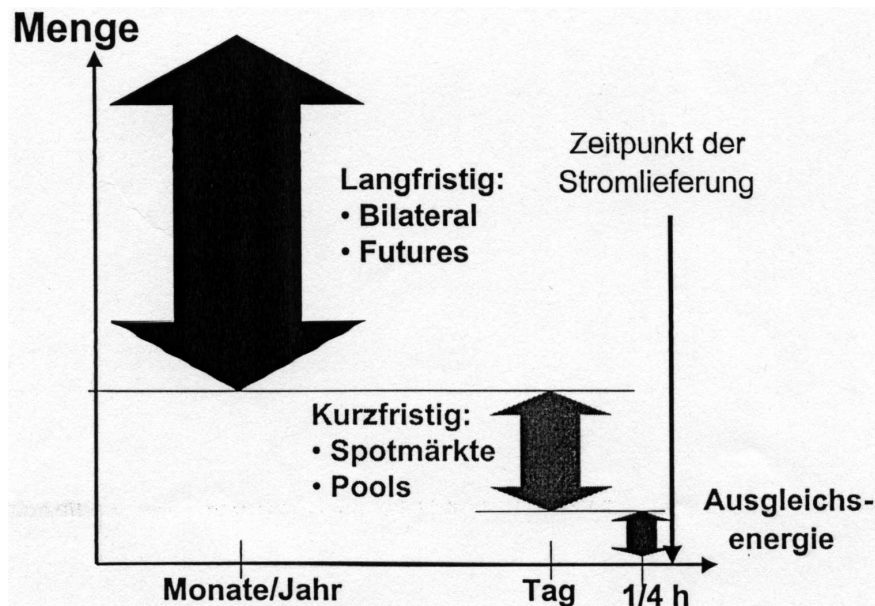 Menge
Zeitpunkt der
Stromlieferung
Langfristig:
• Bilateral
• Futures
Kurzfristig:
• Spotmärkte
• Pools
Ausgleichs-
energie
Monate/Jahr
Tag
1/4 h